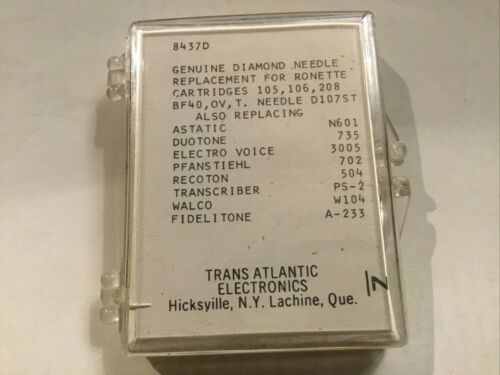 8437D
GENUINE DIAMOND NEEDLE
REPLACEMENT FOR RONETTE
CARTRIDGES 105,106,208
BF40,OV,T. NEEDLE D107ST
ALSO REPLACING
ASTATIC N601
DUOTONE 735
ELECTRO VOICE 3005
PFANSTIEHL 702
RECOTON 504
TRANSCRIBER PS-2
WALCO W104
FIDELITONE A-233
TRANS ATLANTIC
ELECTRONICS
Hicksyille, N.Y. Lachine, Que.